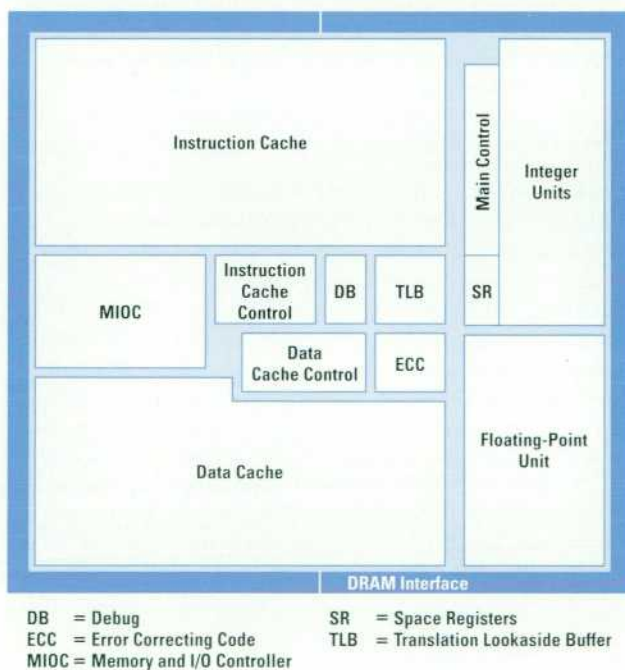 Instruction Cache
Main Control
Integer
Units
MIOC
Instruction
Cache
Control
DB
TLB
SR
Data
Cache Control
ECC
Data Cache
Floating-Point
Unit
DRAM Interface
DB = Debug
ECC = Error Correcting Code
MIOC = Memory and I/O Controller
SR = Space Registers
TLB = Translation Lookaside Buffer